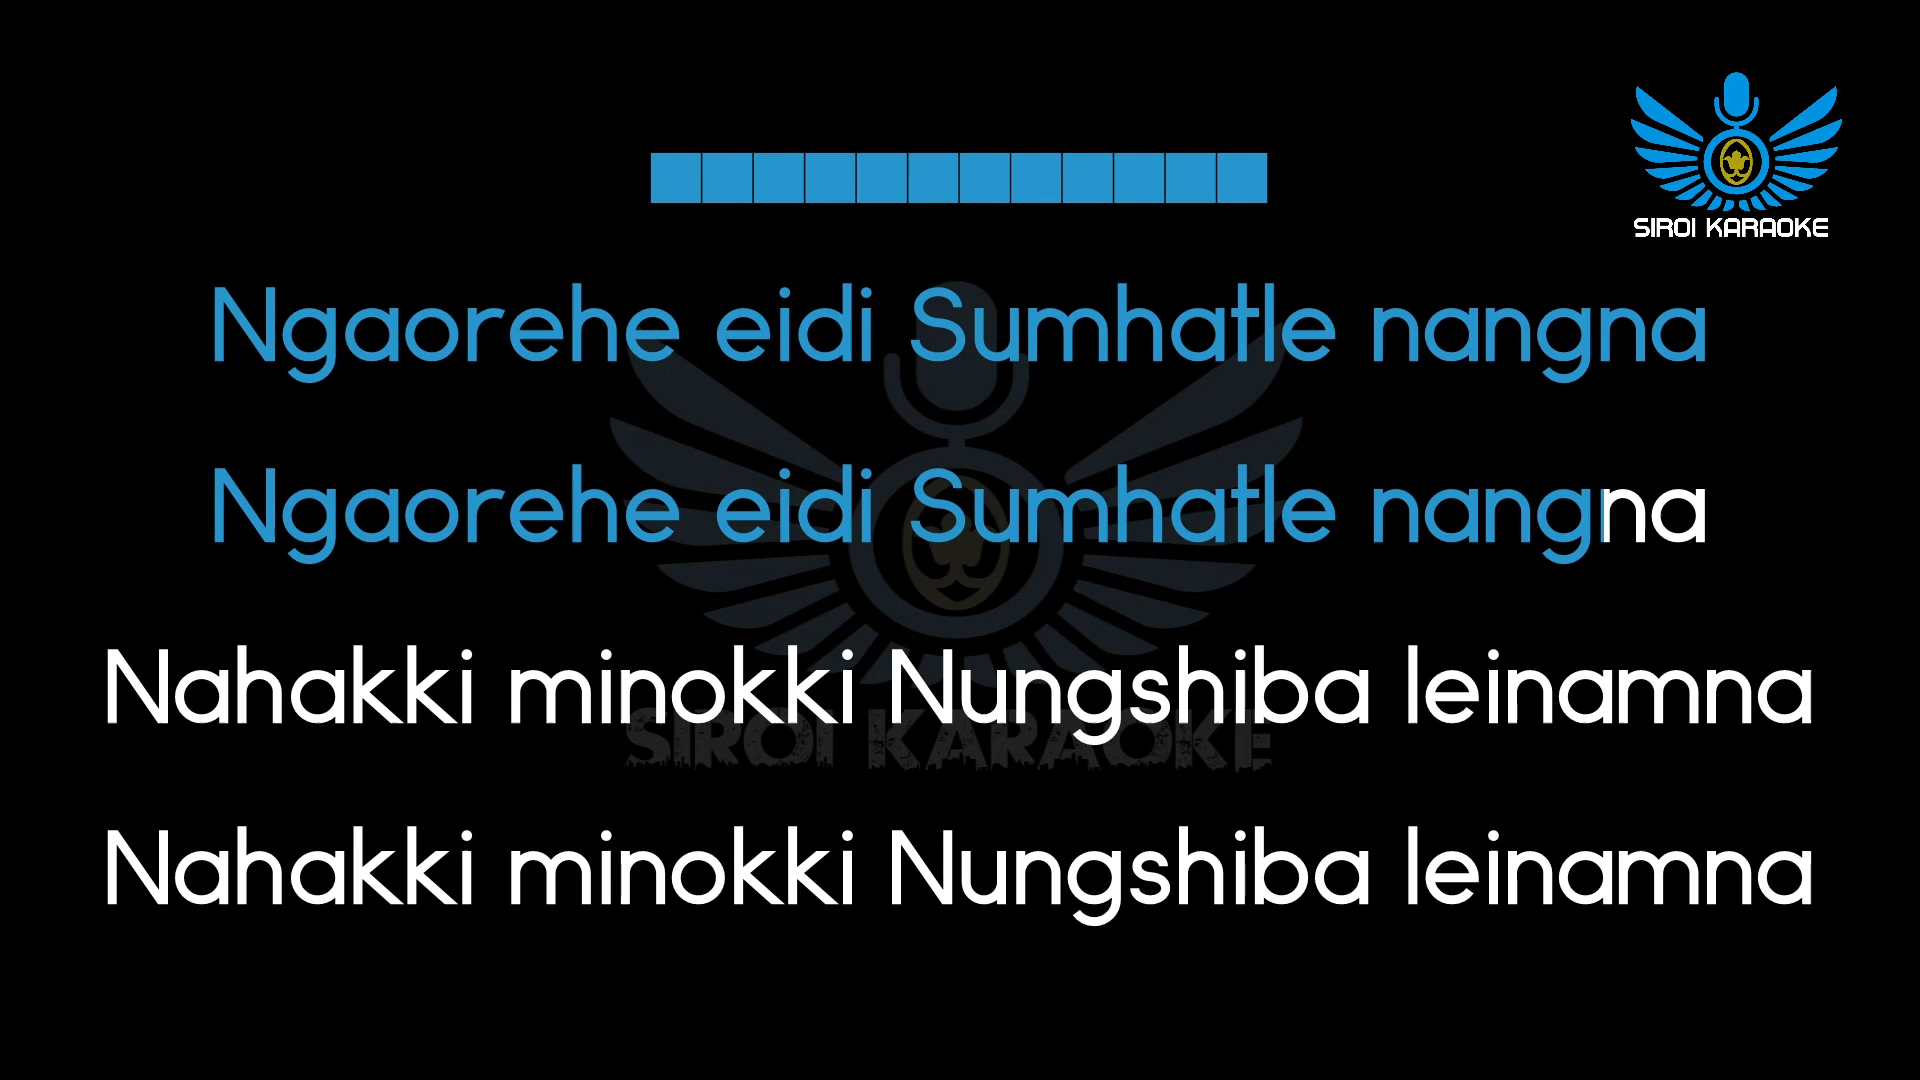 SIROI KARAOKE
Ngaorehe eidi Sumhatle nangna
Ngaorehe eidi Sumhatle nangna
Nahakki minokki Nungshiba leinamna
SIROI KARAOKE
Nahakki minokki Nungshiba leinamna